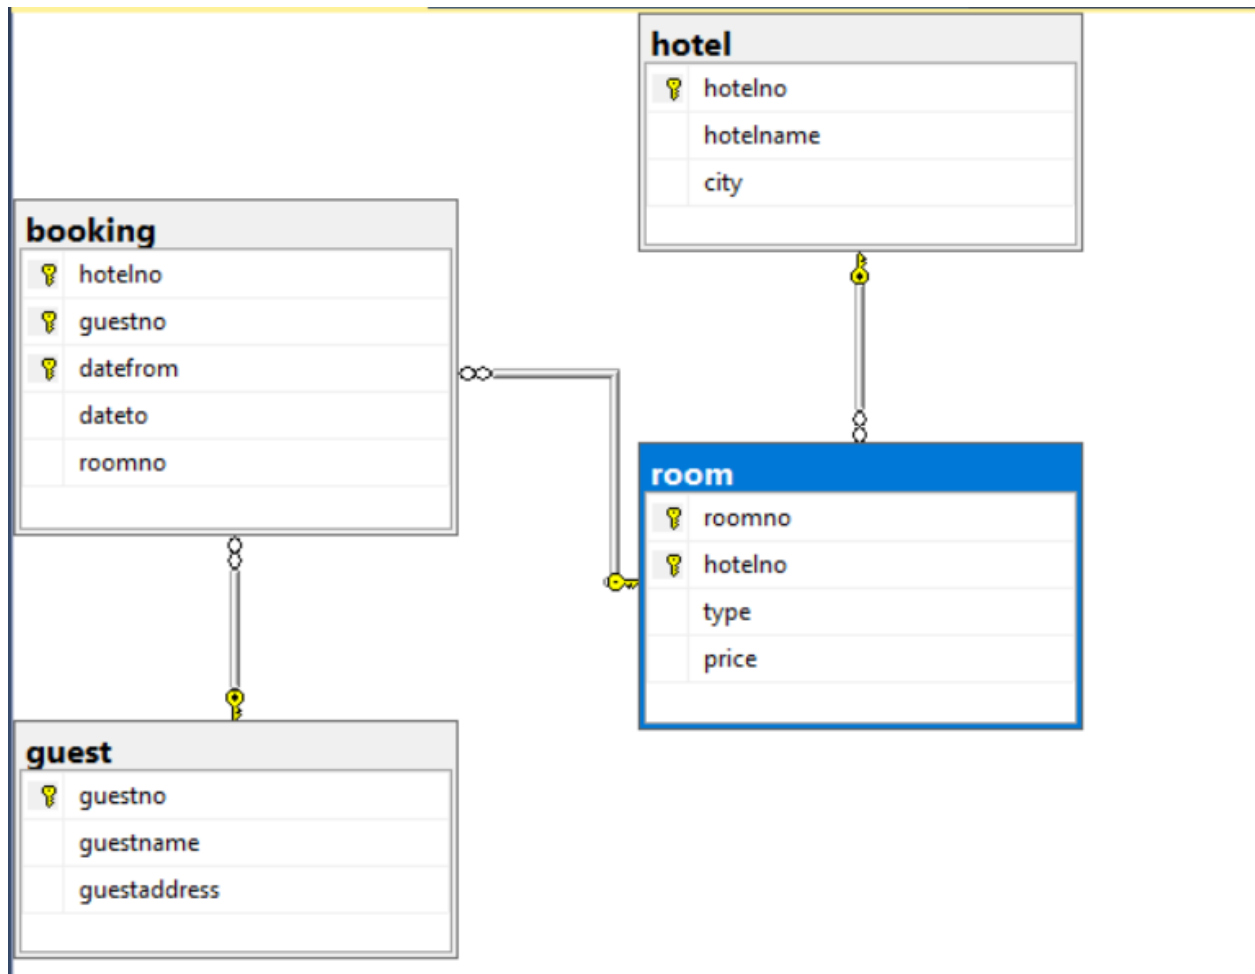 hotel
hotelno
hotelname
city
booking
hotelno
guestno
datefrom
dateto
roomno
room
roomno
hotelno
type
price
guest
guestno
guestname
guestaddress